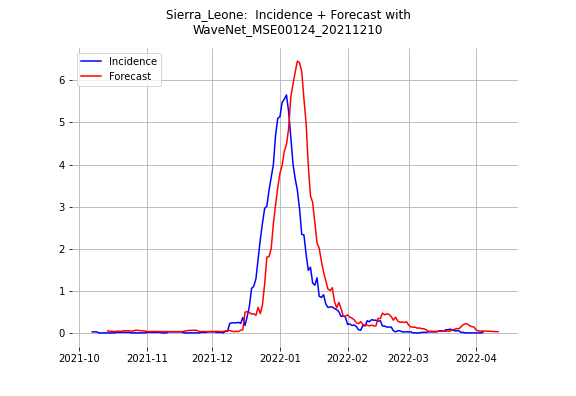 Sierra_Leone:  Incidence + Forecast with
WaveNet_MSE00124_20211210
Incidence
Forecast
6
5
4
3
2
1
0
2021-10 2021-11 2021-12 2022-01 2022-02 2022-03 2022-04